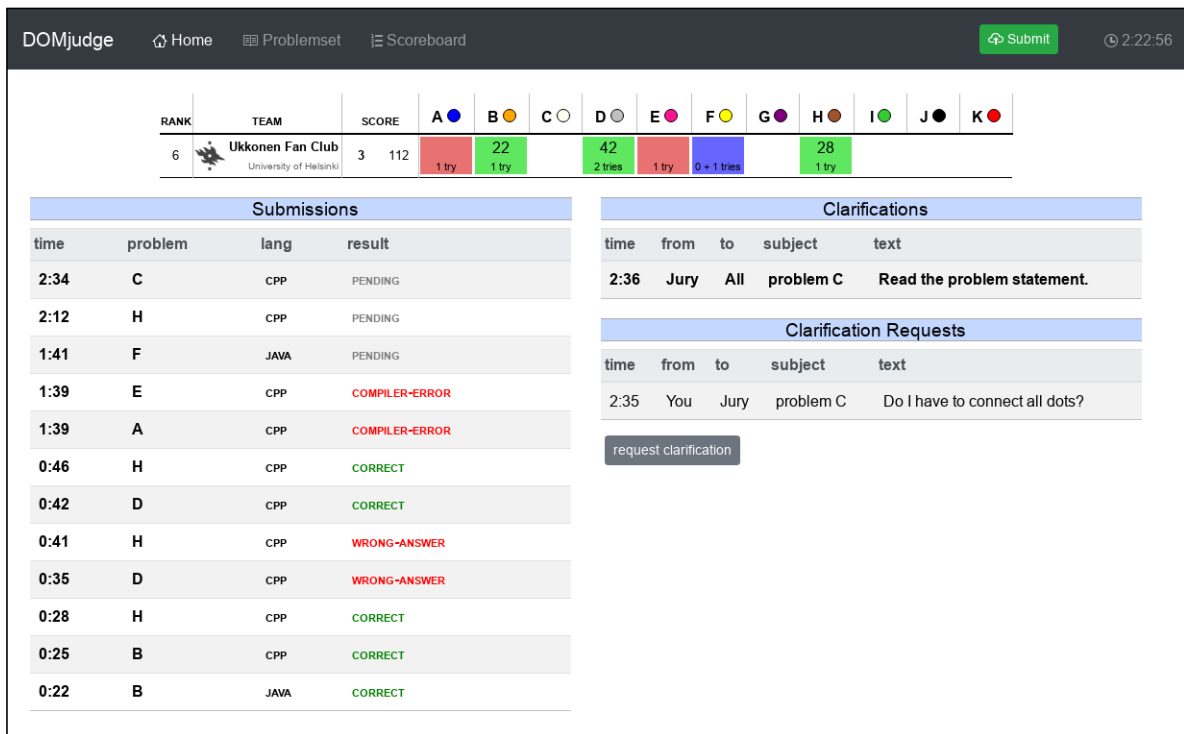 DOMjudge Home Problemset Scoreboard Submit 2:22:56
RANK TEAM SCORE A B C D E F G H I J K
6 Ukkonen Fan Club 3 112 22 42 28
University of Helsinki 1 try 1 try 2 tries 1 try 0 + 1 tries 1 try
Submissions
time problem lang result
2:34 C CPP PENDING
2:12 H CPP PENDING
1:41 F JAVA PENDING
1:39 E CPP COMPILER-ERROR
1:39 A CPP COMPILER-ERROR
0:46 H CPP CORRECT
0:42 D CPP CORRECT
0:41 H CPP WRONG-ANSWER
0:35 D CPP WRONG-ANSWER
0:28 H CPP CORRECT
0:25 B CPP CORRECT
0:22 B JAVA CORRECT
Clarifications
time from to subject text
2:36 Jury All problem C Read the problem statement.
Clarification Requests
time from to subject text
2:35 You Jury problem C Do I have to connect all dots?
request clarification